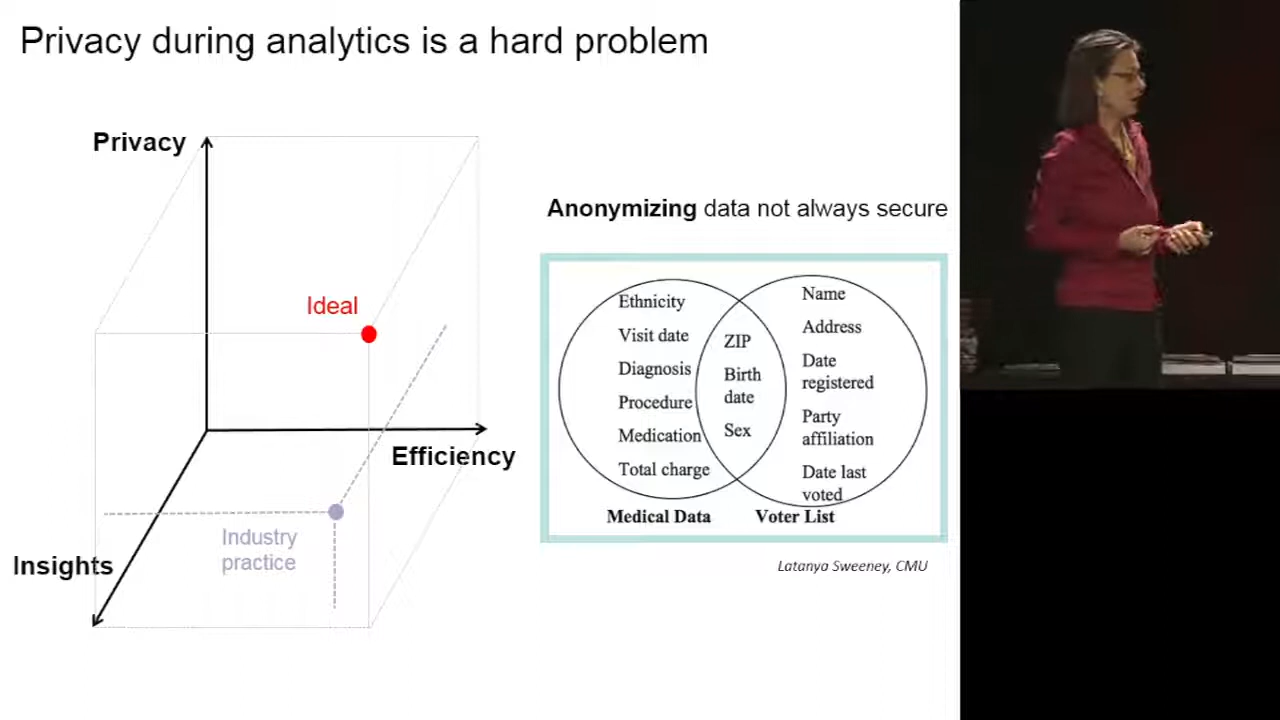 Privacy during analytics is a hard problem
Privacy
Ideal
Efficiency
Industry
practice
Insights
Anonymizing data not always secure
Ethnicity
Visit date
Diagnosis
Procedure
Medication
Total charge
ZIP
Birth
date
Sex
Name
Address
Date
registered
Party
affiliation
Date last
voted
Medical Data
Voter List
Latanya Sweeney, CMU